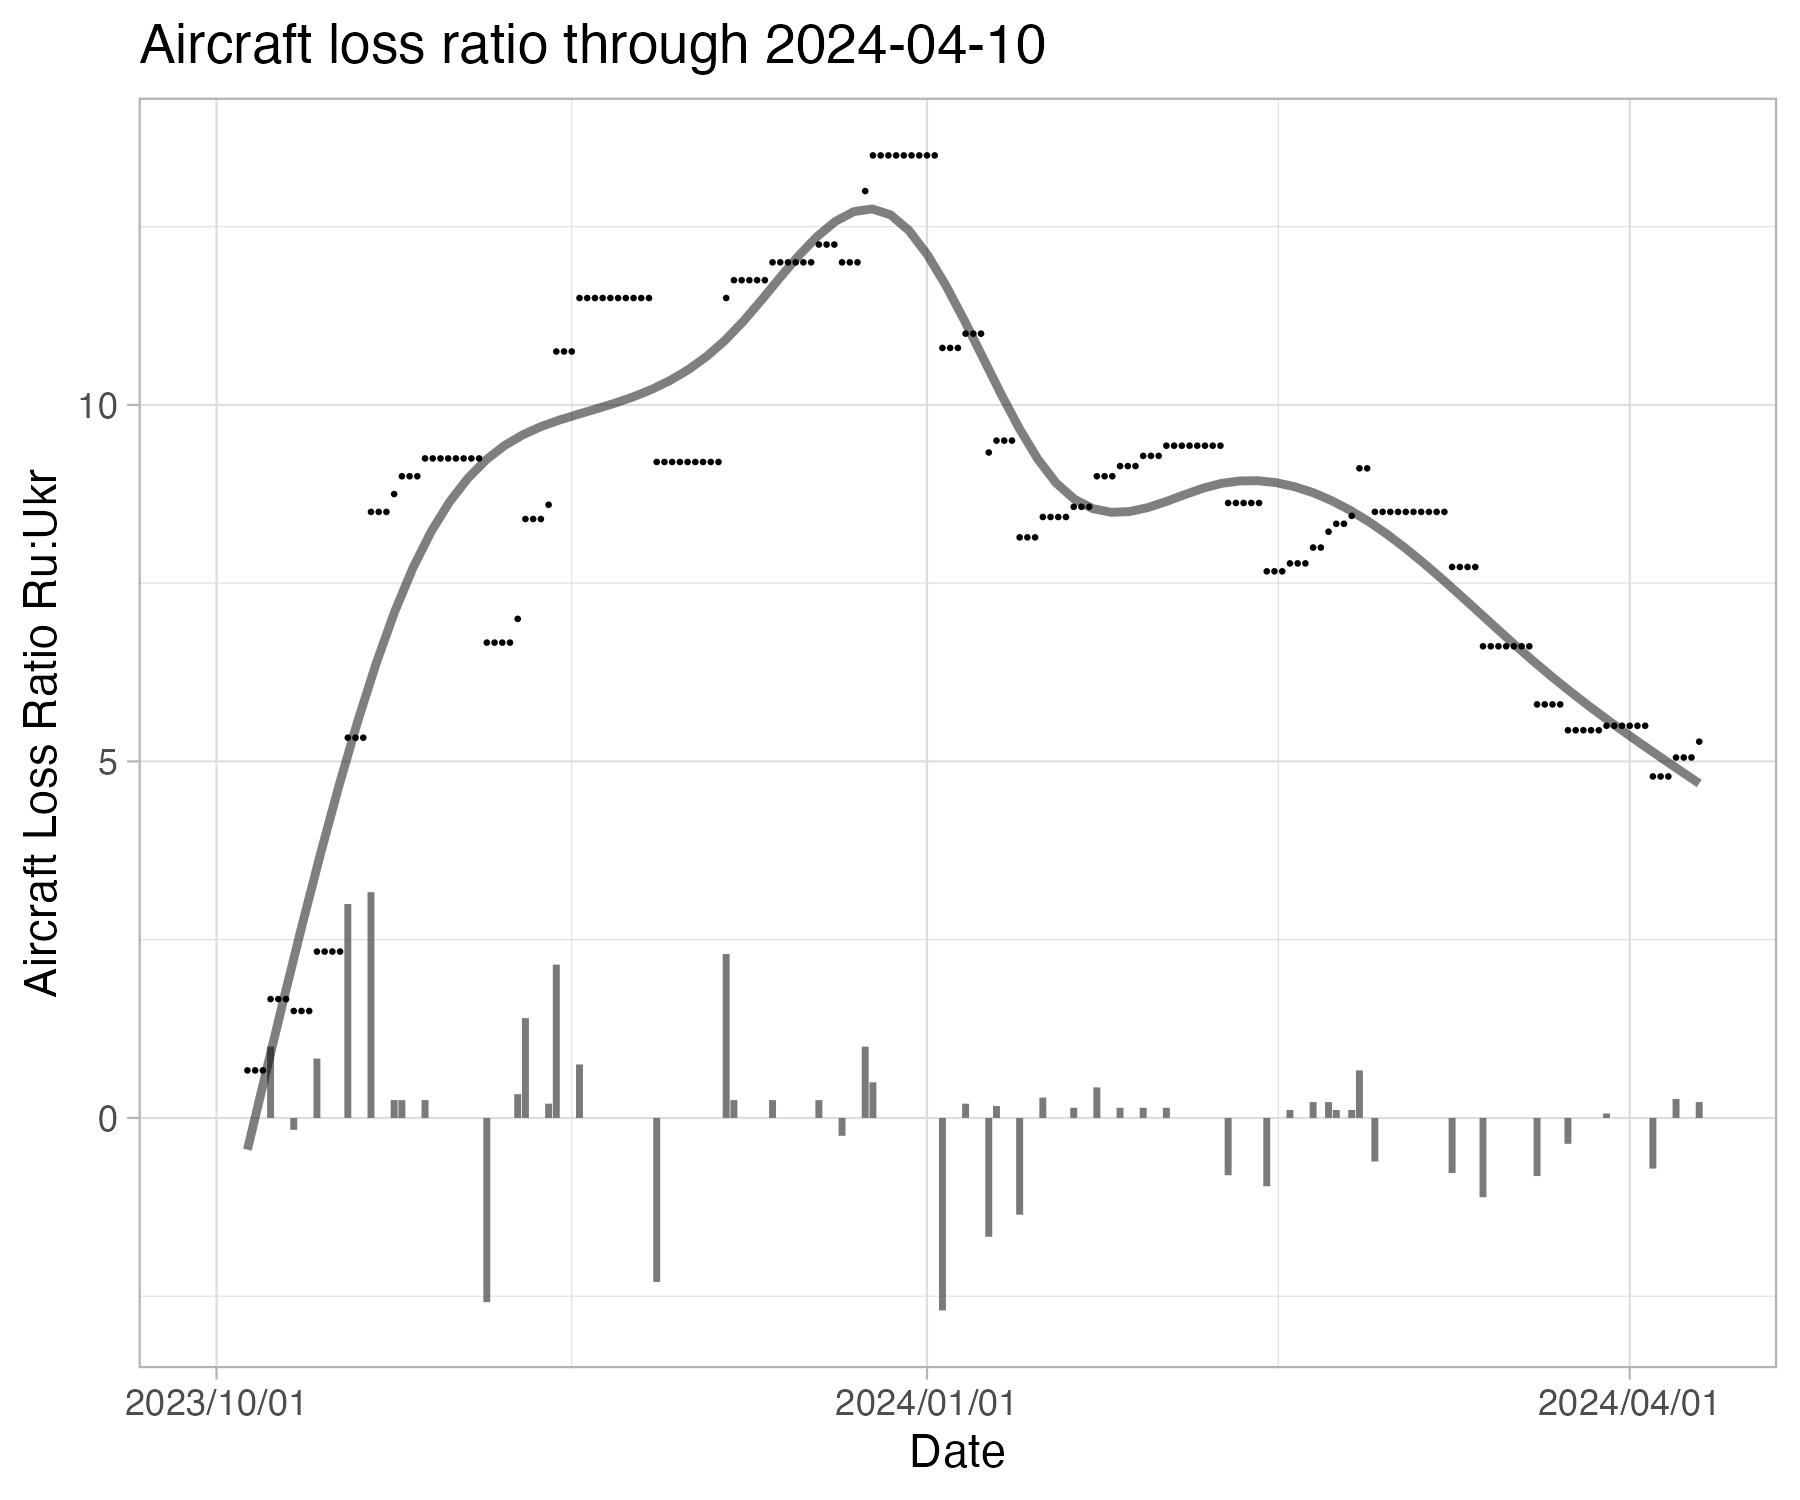 Aircraft loss ratio through 2024-04-10
Aircraft Loss Ratio Ru:Ukr
10
5
0
2023/10/01
2024/01/01
2024/04/01
Date